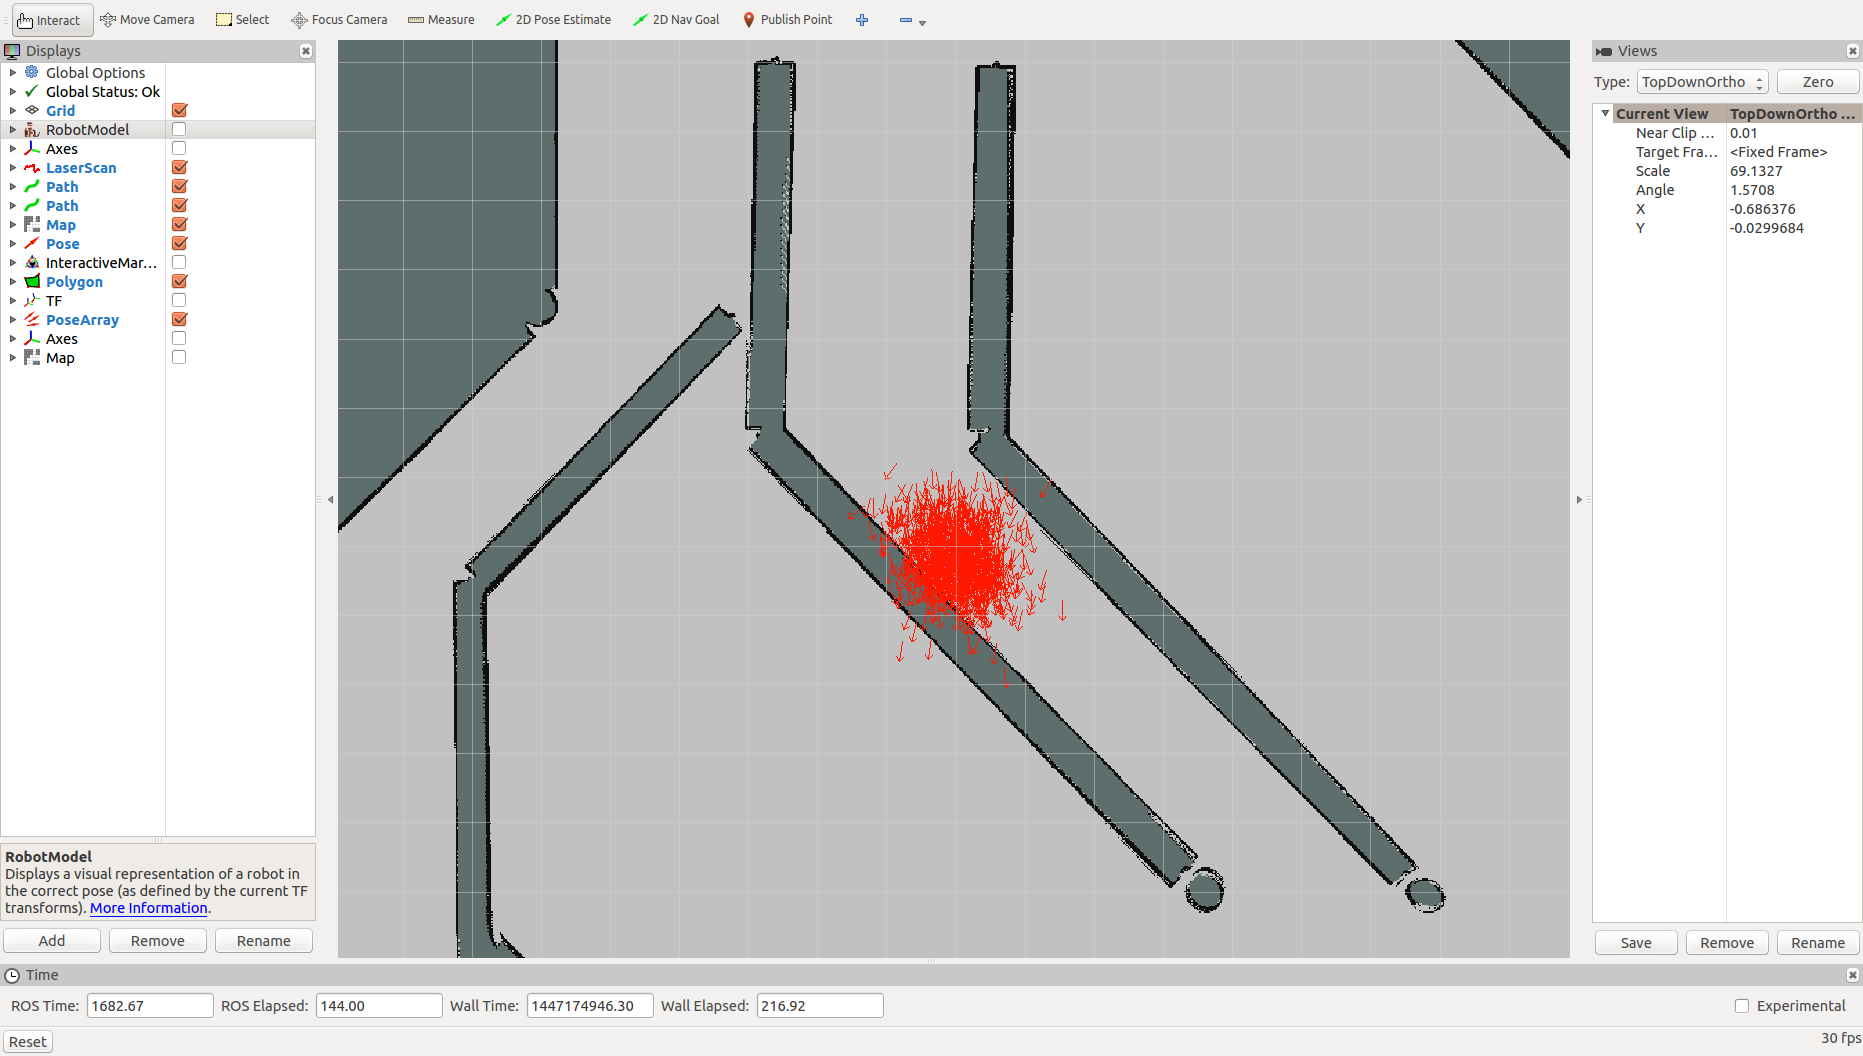 Interact Move Camera Select Focus Camera Measure 2D Pose Estimate 2D Nav Goal Publish Point
Displays
Global Options
Global Status: Ok
Grid
RobotModel
Axes
LaserScan
Path
Path
Map
Pose
InteractiveMar...
Polygon
TF
PoseArray
Axes
Map
RobotModel
Displays a visual representation of a robot in
the correct pose (as defined by the current TF
transforms). More Information.
Add Remove Rename
Views
Type: TopDownOrtho Zero
Current View TopDownOrtho ...
Near Clip ... 0.01
Target Fra... <Fixed Frame>
Scale 69.1327
Angle 1.5708
X -0.686376
Y -0.0299684
Save Remove Rename
Time
ROS Time: 1682.67 ROS Elapsed: 144.00 Wall Time: 1447174946.30 Wall Elapsed: 216.92 Experimental
Reset 30 fps